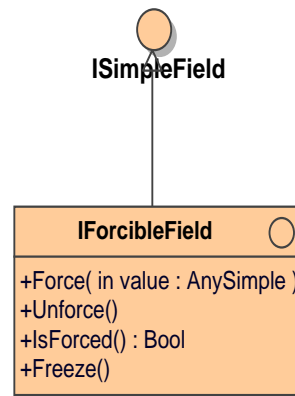 ISimpleField
IForcibleField
+Force( in value : AnySimple )
+Unforce()
+IsForced() : Bool
+Freeze()